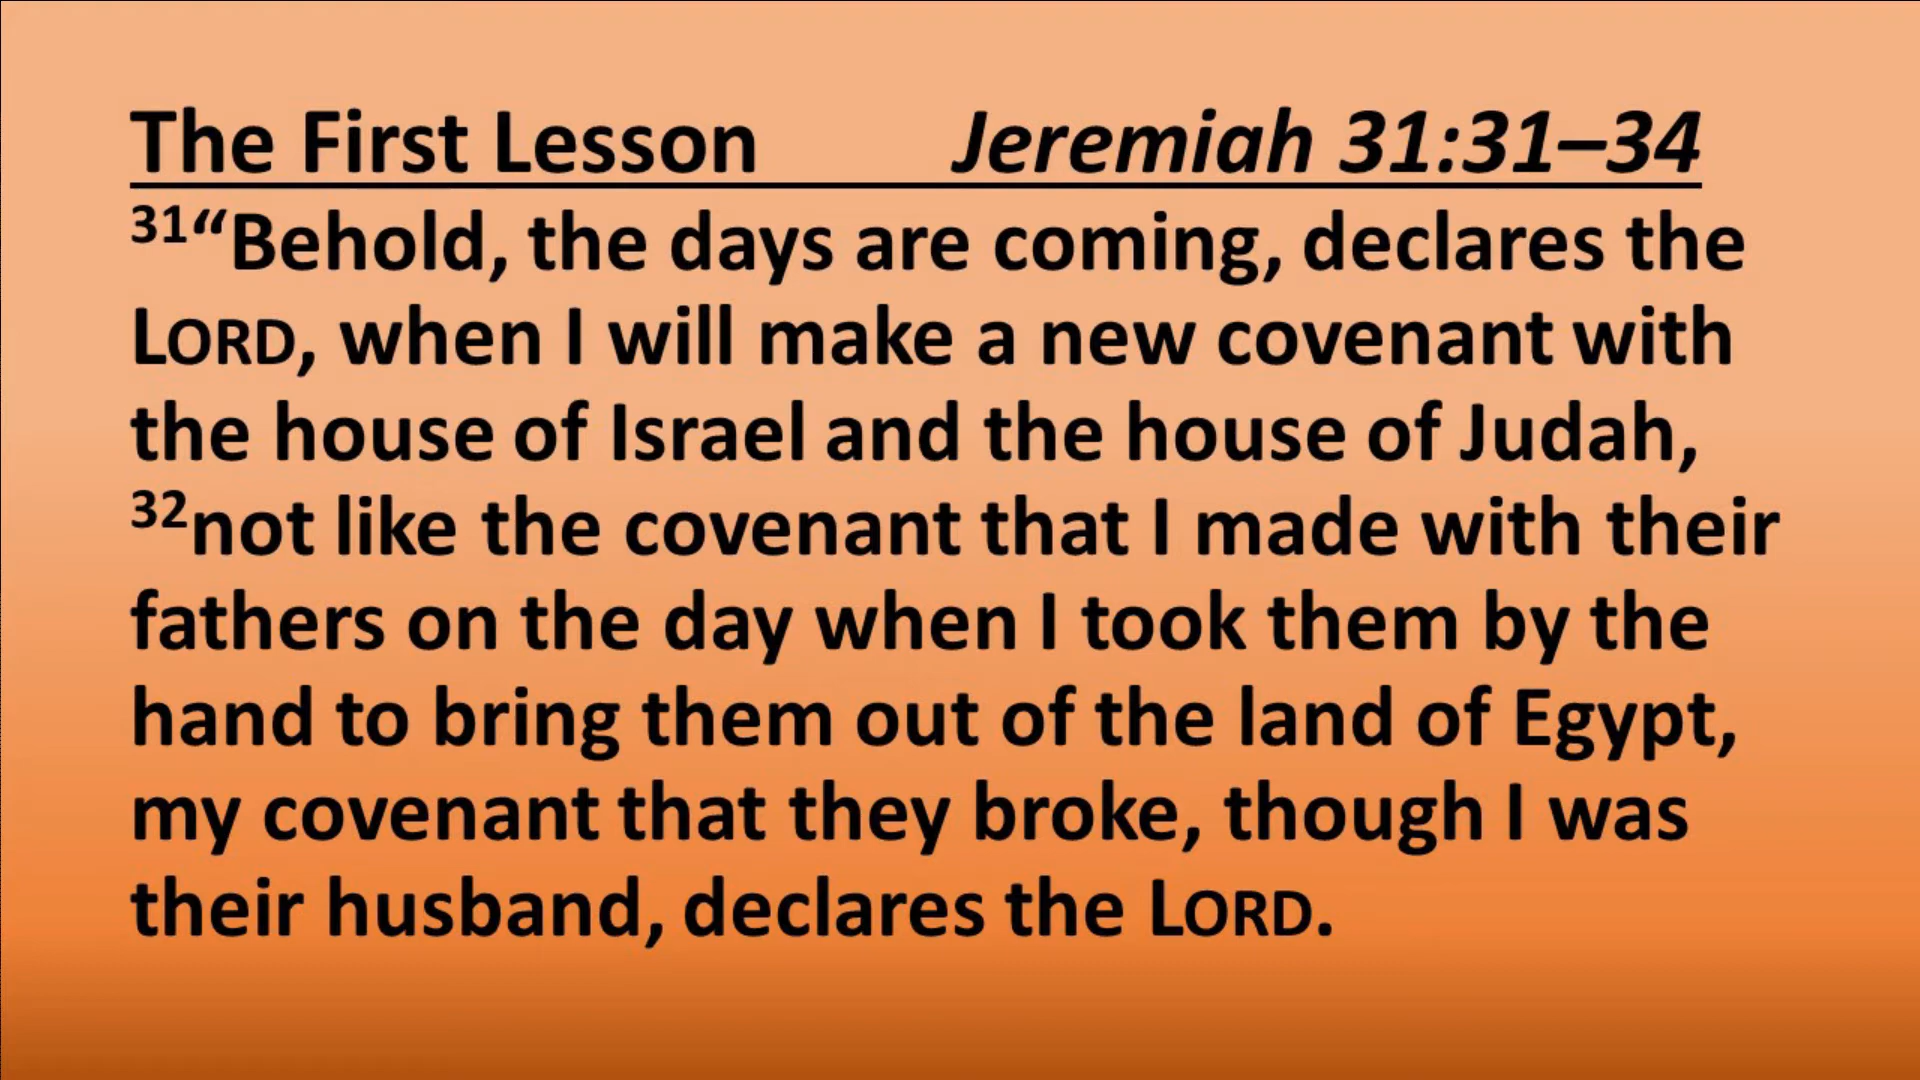 The First Lesson Jeremiah 31:31–34
31“Behold, the days are coming, declares the
LORD, when I will make a new covenant with
the house of Israel and the house of Judah,
32not like the covenant that I made with their
fathers on the day when I took them by the
hand to bring them out of the land of Egypt,
my covenant that they broke, though I was
their husband, declares the LORD.